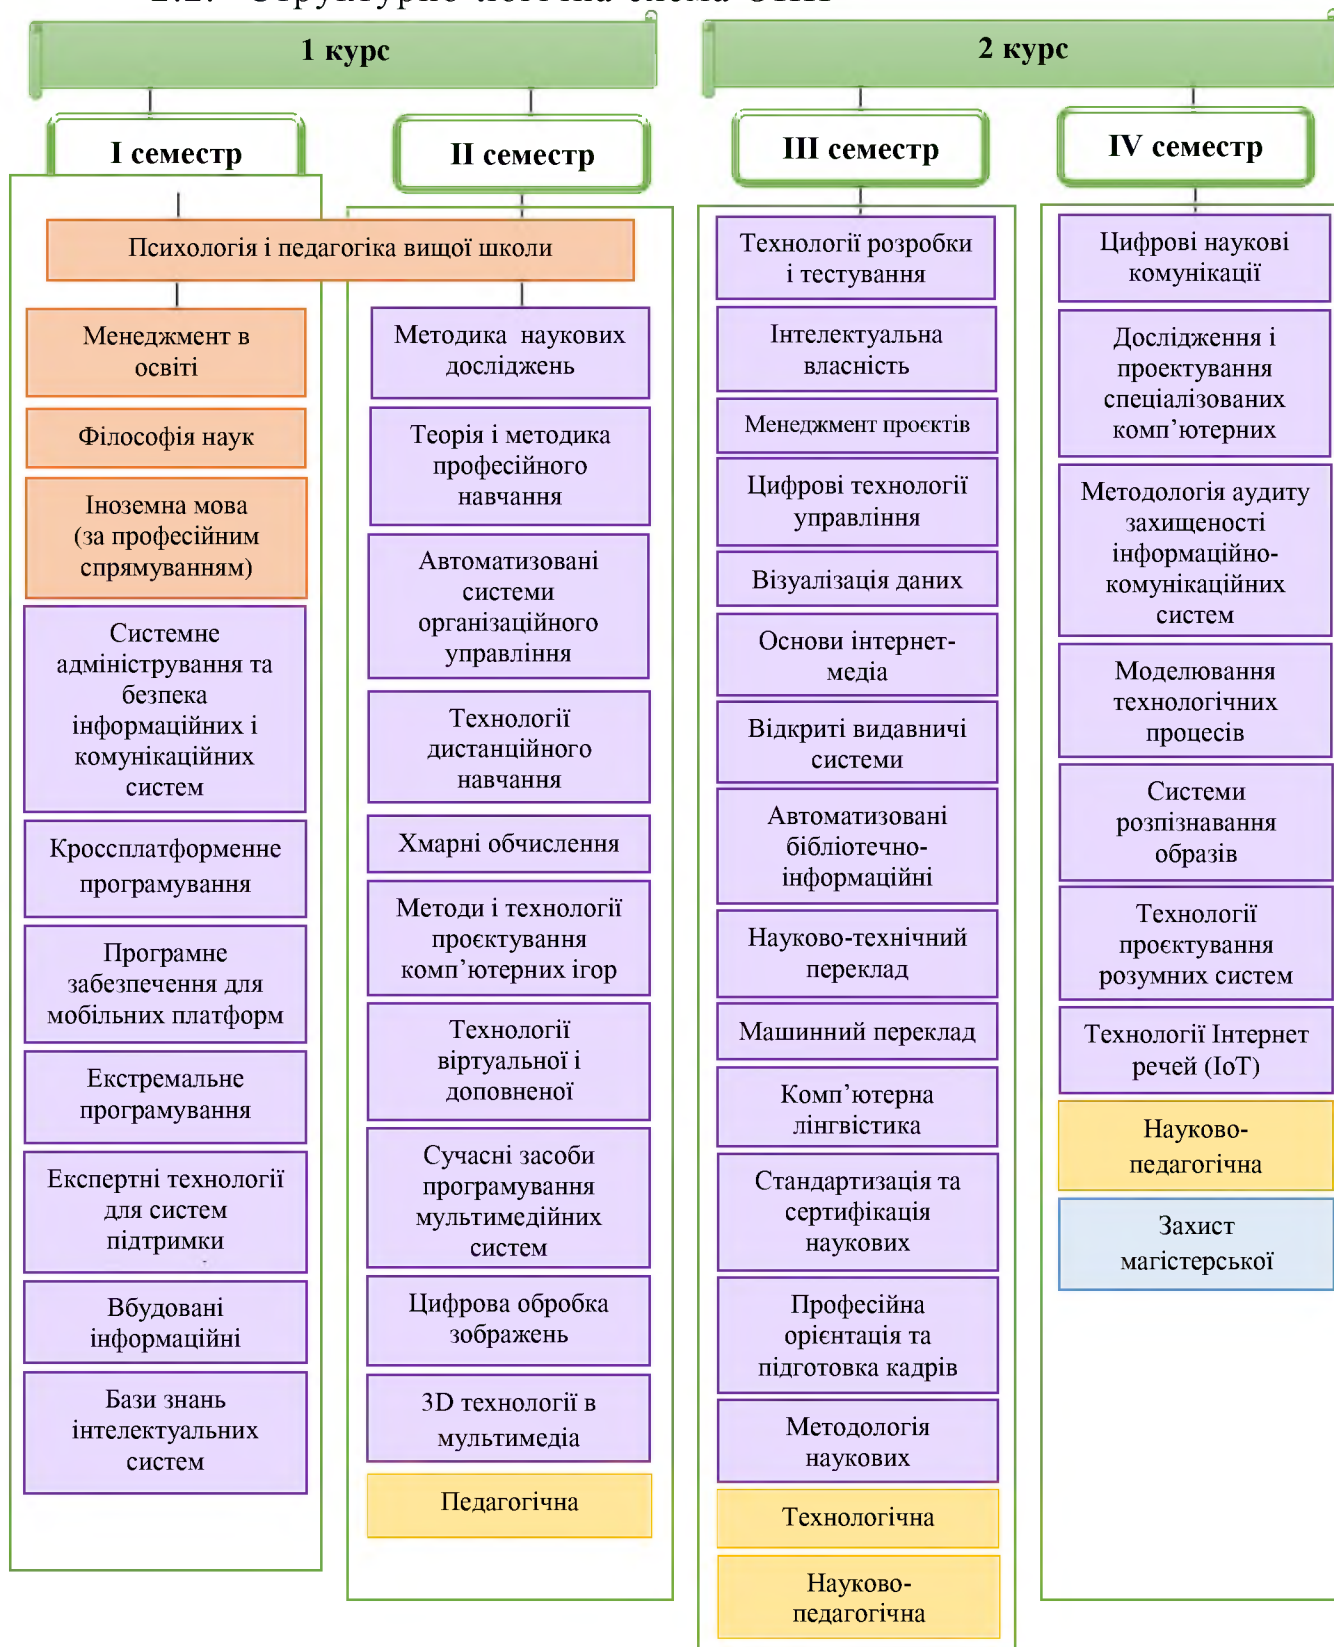 2.2. Структурно-логічна схема ОПП
1 курс
2 курс
I семестр
II семестр
III семестр
IV семестр
Психологія і педагогіка вищої школи
Менеджмент в
освіті
Філософія наук
Іноземна мова
(за професійним
спрямуванням)
Системне
адміністрування та
безпека
інформаційних і
комунікаційних
систем
Кроссплатформенне
програмування
Програмне
забезпечення для
мобільних платформ
Екстремальне
програмування
Експертні технології
для систем
підтримки
Вбудовані
інформаційні
Бази знань
інтелектуальних
систем
Методика наукових
досліджень
Теорія і методика
професійного
навчання
Автоматизовані
системи
організаційного
управління
Технології
дистанційного
навчання
Хмарні обчислення
Методи і технології
проєктування
комп’ютерних ігор
Технології
віртуальної і
доповненої
Сучасні засоби
програмування
мультимедійних
систем
Цифрова обробка
зображень
3D технології в
мультимедіа
Педагогічна
Технології розробки
і тестування
Інтелектуальна
власність
Менеджмент проєктів
Цифрові технології
управління
Візуалізація даних
Основи інтернет-
медіа
Відкриті видавничі
системи
Автоматизовані
бібліотечно-
інформаційні
Науково-технічний
переклад
Машинний переклад
Комп’ютерна
лінгвістика
Стандартизація та
сертифікація
наукових
Професійна
орієнтація та
підготовка кадрів
Методологія
наукових
Технологічна
Науково-
педагогічна
Цифрові наукові
комунікації
Дослідження і
проектування
спеціалізованих
комп’ютерних
Методологія аудиту
захищеності
інформаційно-
комунікаційних
систем
Моделювання
технологічних
процесів
Системи
розпізнавання
образів
Технології
проєктування
розумних систем
Технології Інтернет
речей (IoT)
Науково-
педагогічна
Захист
магістерської